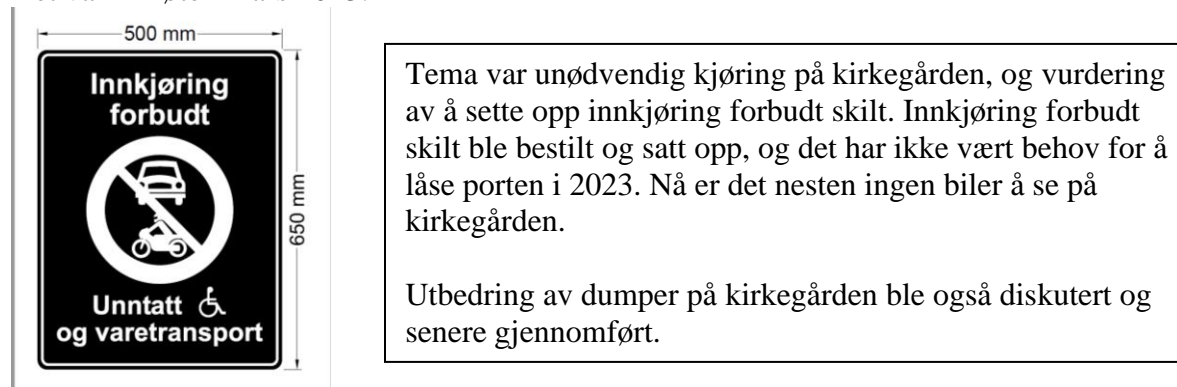 500 mm
Innkjøring
forbudt
650 mm
Unntatt
og varetransport
Tema var unødvendig kjøring på kirkegården, og vurdering
av å sette opp innkjøring forbudt skilt. Innkjøring forbudt
skilt ble bestilt og satt opp, og det har ikke vært behov for å
låse porten i 2023. Nå er det nesten ingen biler å se på
kirkegården.
Utbedring av dumper på kirkegården ble også diskutert og
senere gjennomført.